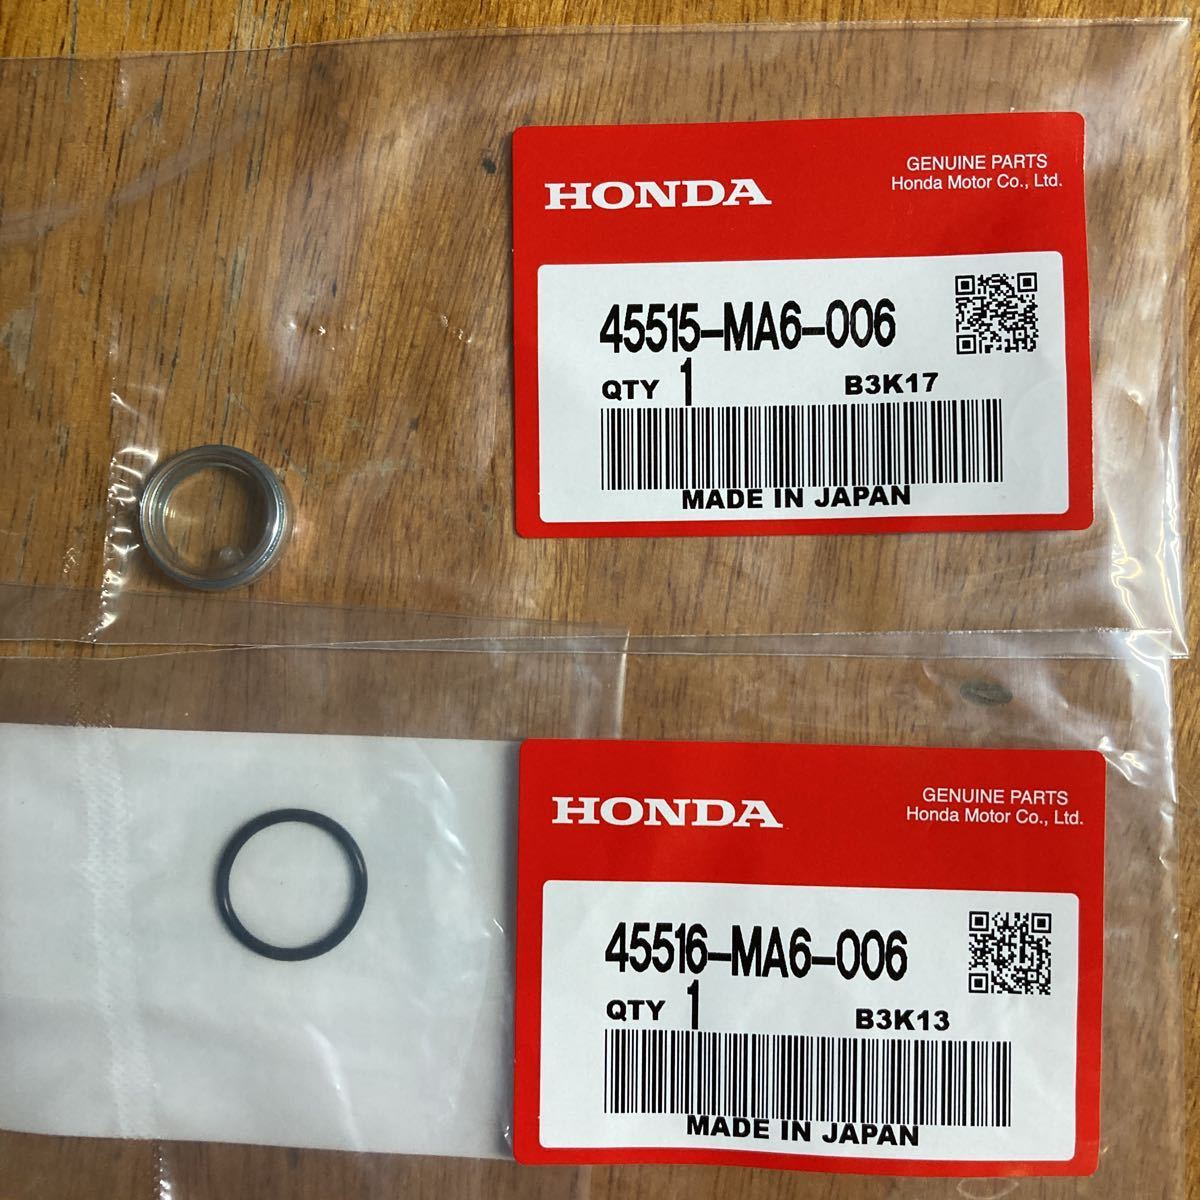 HONDA
GENUINE PARTS
Honda Motor Co., Ltd.
45515-MA6-006
QTY 1 B3K17
MADE IN JAPAN
HONDA
GENUINE PARTS
Honda Motor Co., Ltd.
45516-MA6-006
QTY 1 B3K13
MADE IN JAPAN